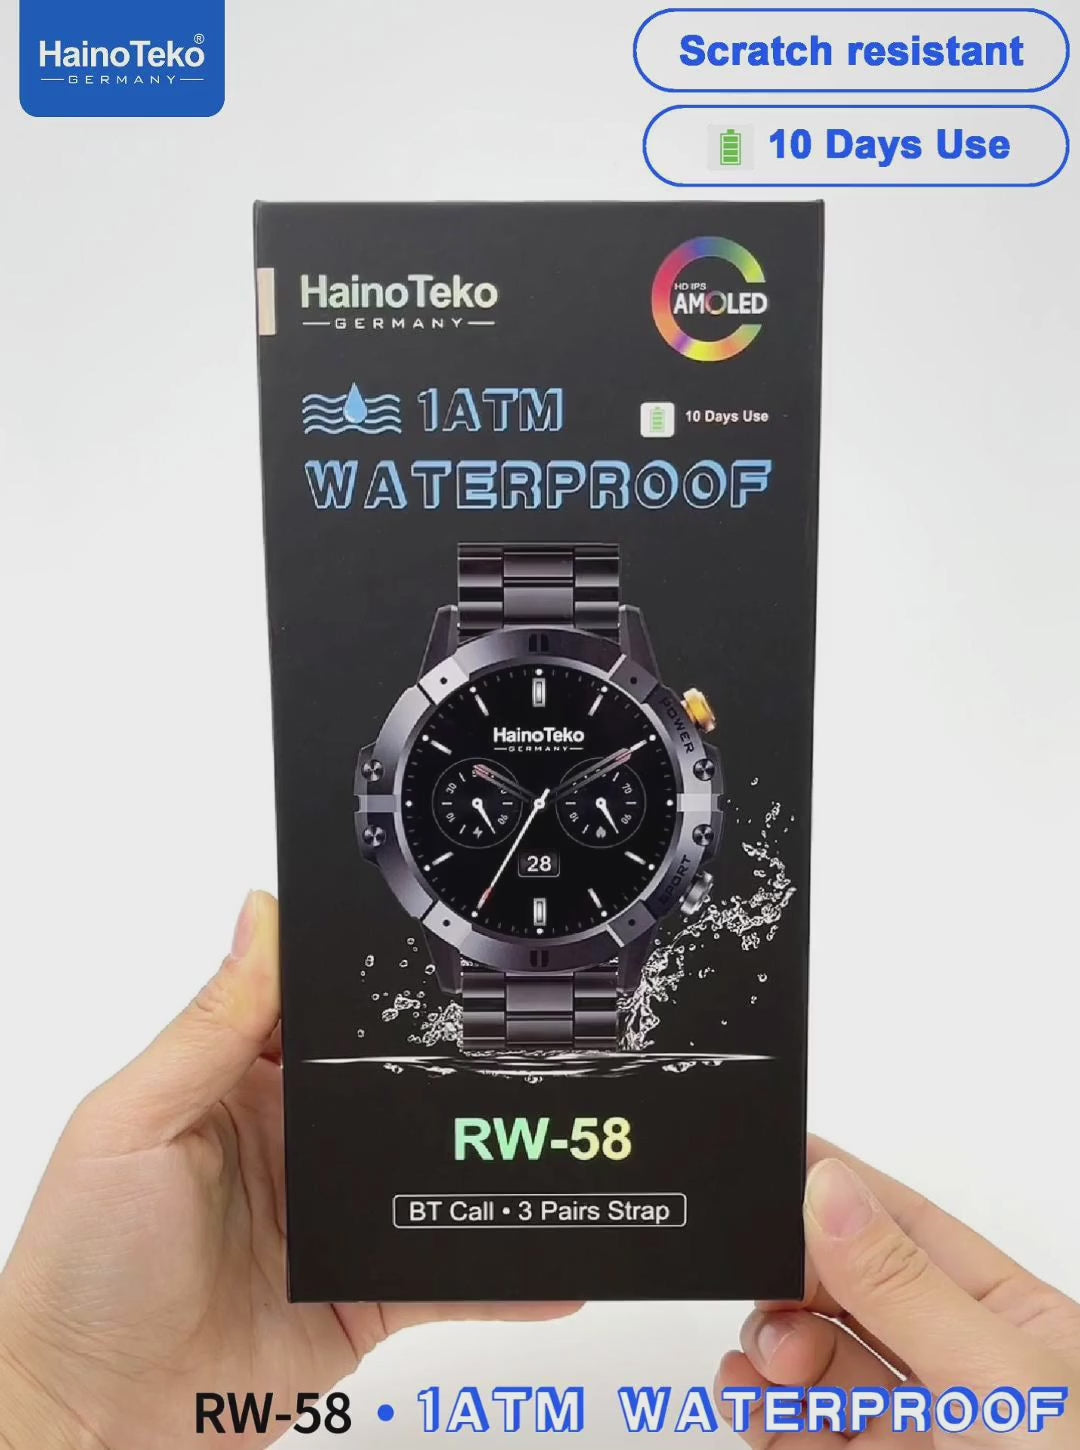 HainoTeko®
GERMANY
Scratch resistant
10 Days Use
HainoTeko
GERMANY
HD IPS
AMOLED
1ATM
10 Days Use
WATERPROOF
POWER
HainoTeko
GERMANY
28
SPORT
RW-58
BT Call • 3 Pairs Strap
RW-58 • 1ATM WATERPROOF